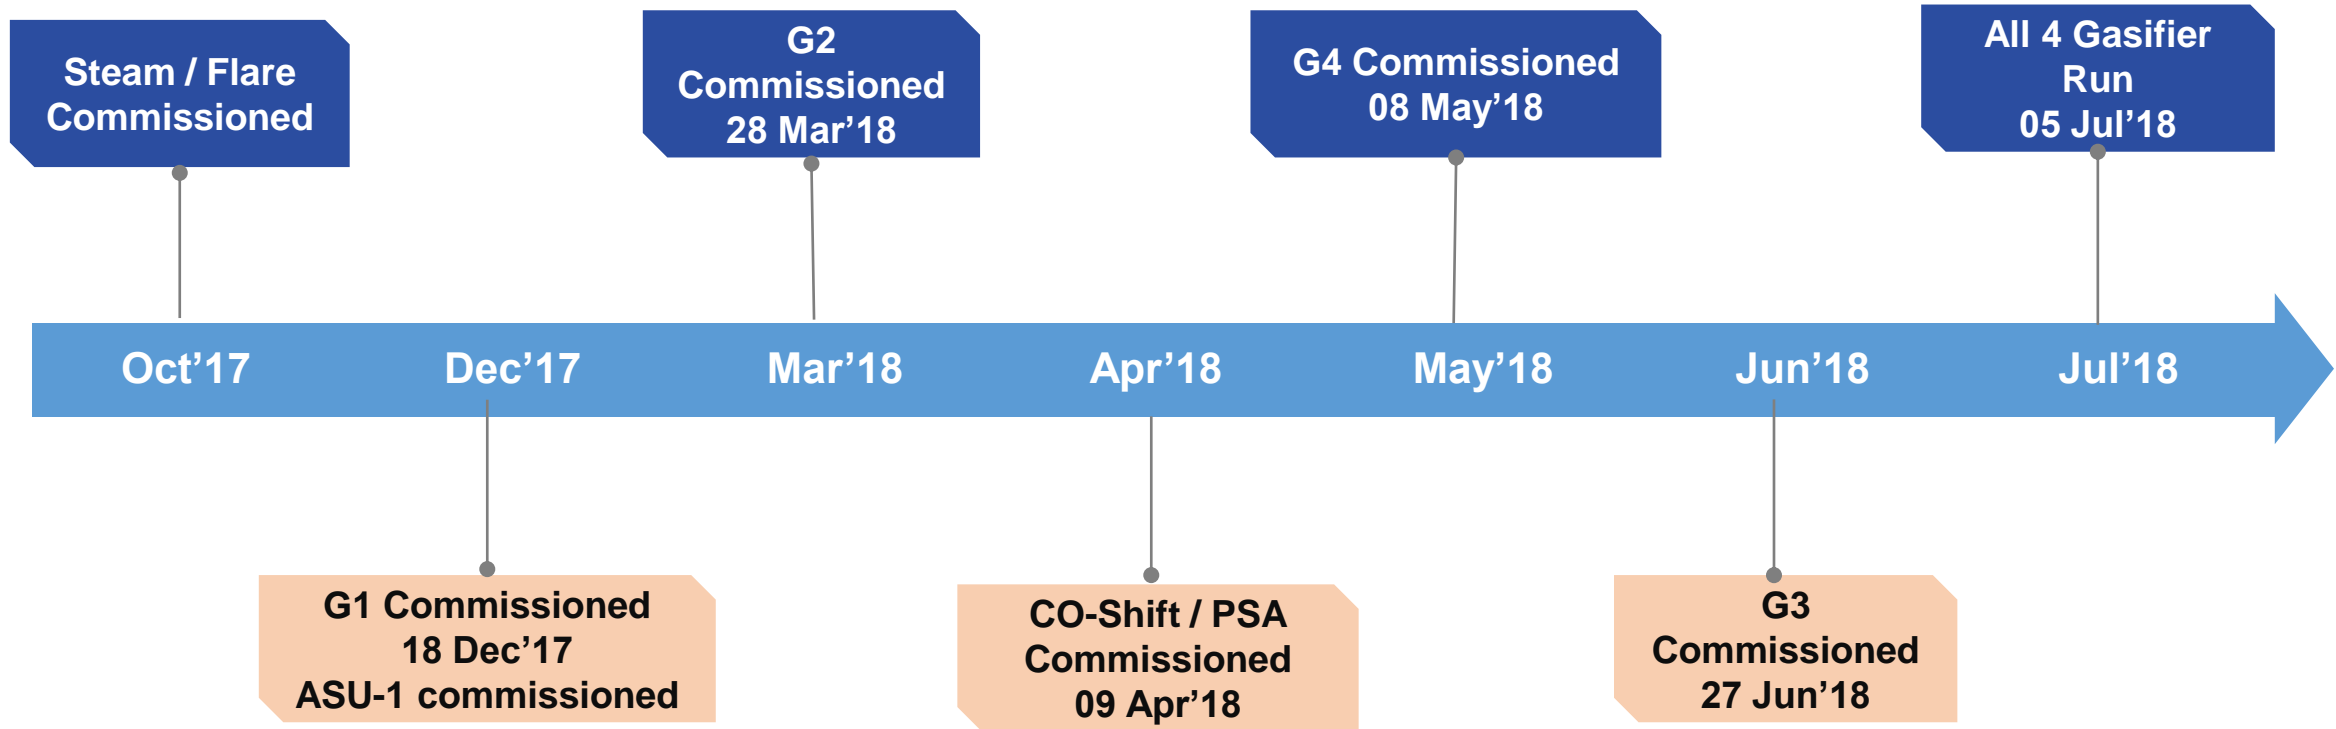 Steam / Flare
Commissioned
G2
Commissioned
28 Mar’18
G4 Commissioned
08 May’18
All 4 Gasifier
Run
05 Jul’18
Oct’17
Dec’17
Mar’18
Apr’18
May’18
Jun’18
Jul’18
G1 Commissioned
18 Dec’17
ASU-1 commissioned
CO-Shift / PSA
Commissioned
09 Apr’18
G3
Commissioned
27 Jun’18